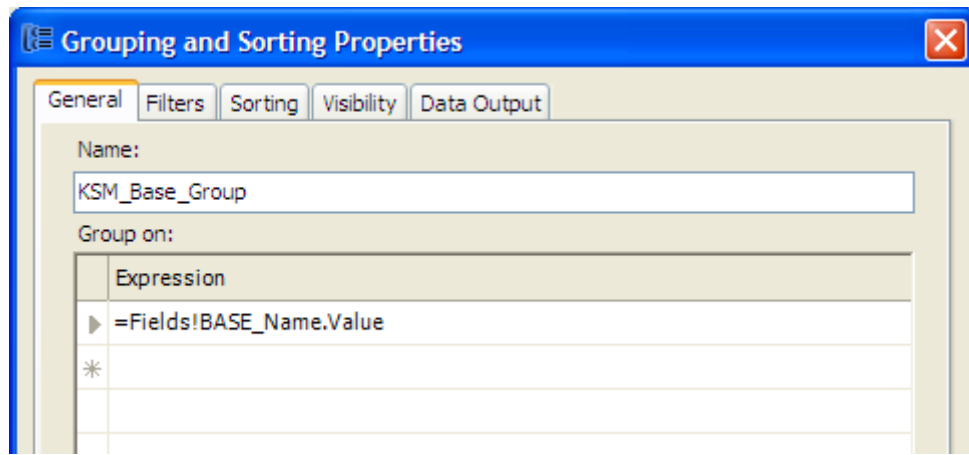 Grouping and Sorting Properties
General Filters Sorting Visibility Data Output
Name:
KSM_Base_Group
Group on:
Expression
=Fields!BASE_Name.Value